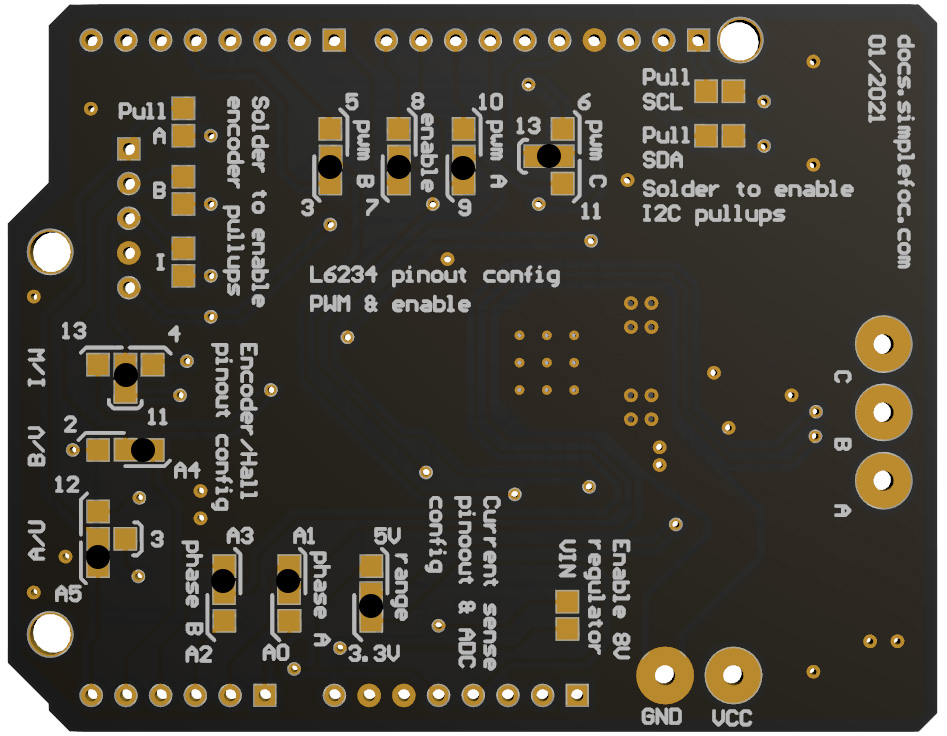 docs.simplefoc.com
01/2021
Pull
SCL
Pull
SDA
Solder to enable
I2C pullups
Pull
A
B
I
Solder to enable
encoder pullups
5
pwm B
3
8
enable
7
10
pwm A
9
6
13
pwm C
11
L6234 pinout config
PWM & enable
13
4
I/W
11
2
B/V
A4
12
A/U
3
A5
Encoder/Hall
pinout config
A3
phase B
A2
A1
phase A
A0
5V
range
3.3V
Current sense
pinoout & ADC
config
Enable 8V
regulator
VIN
C
B
A
GND
VCC